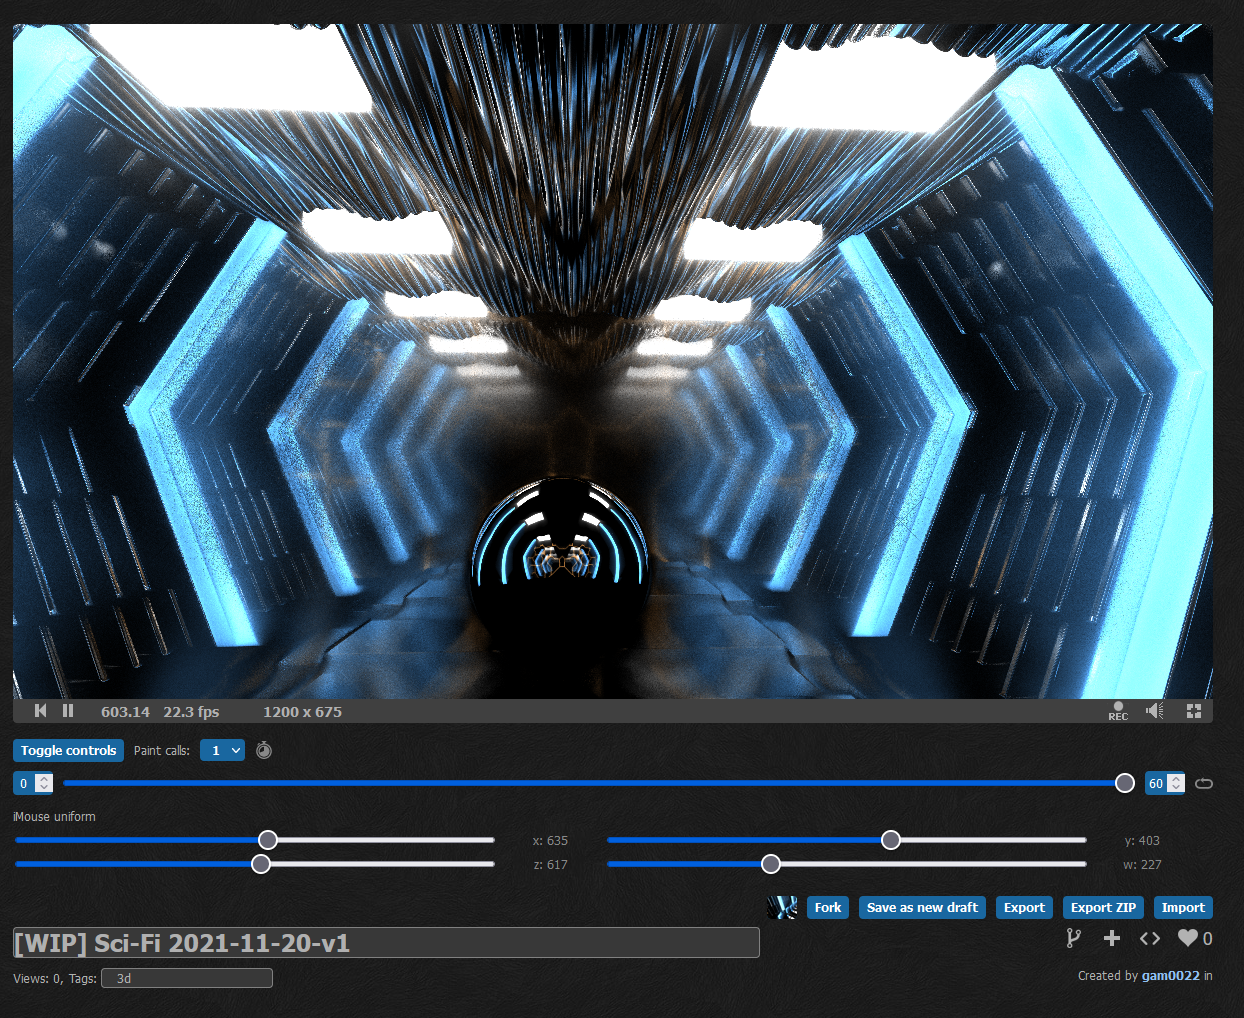 603.14 22.3 fps 1200 x 675 REC
Toggle controls Paint calls: 1
0 60
iMouse uniform
x: 635 y: 403
z: 617 w: 227
Fork Save as new draft Export Export ZIP Import
[WIP] Sci-Fi 2021-11-20-v1 0
Views: 0, Tags: 3d Created by gam0022 in